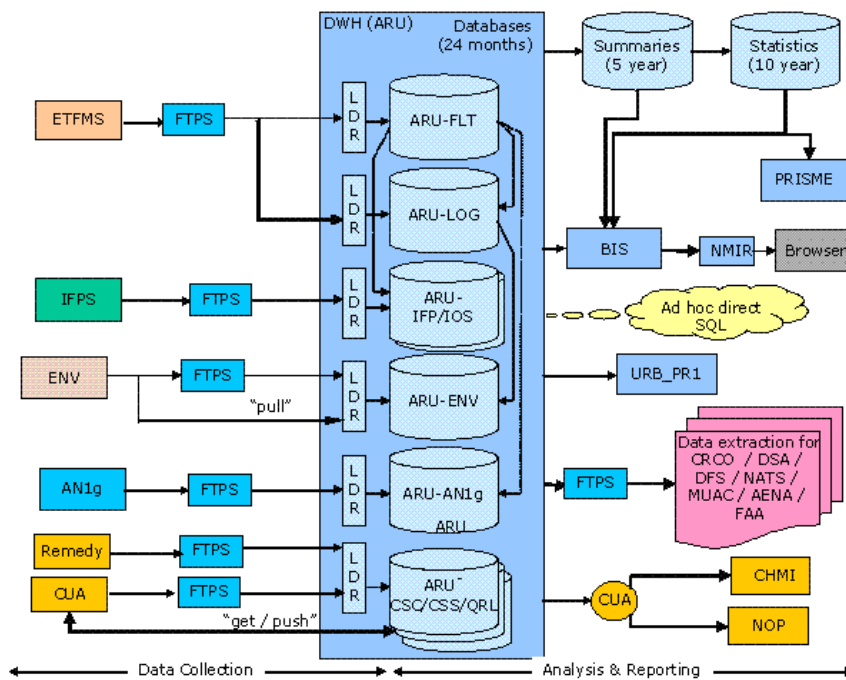 DWH (ARU)
Databases
(24 months)
Summaries
(5 year)
Statistics
(10 year)
ETFMS
FTPS
L
D
R
ARU-FLT
PRISME
L
D
R
ARU-LOG
BIS
NMIR
Browser
IFPS
FTPS
L
D
R
ARU-
IFP/IOS
Ad hoc direct
SQL
ENV
FTPS
"pull"
L
D
R
ARU-ENV
URB_PR1
AN1g
FTPS
L
D
R
ARU-AN1g
ARU
FTPS
Data extraction for
CRCO / DSA /
DFS / NATS /
MUAC / AENA /
FAA
Remedy
FTPS
CUA
FTPS
L
D
R
ARU-
CSC/CSS/QRL
"get / push"
CUA
CHMI
NOP
Data Collection
Analysis & Reporting